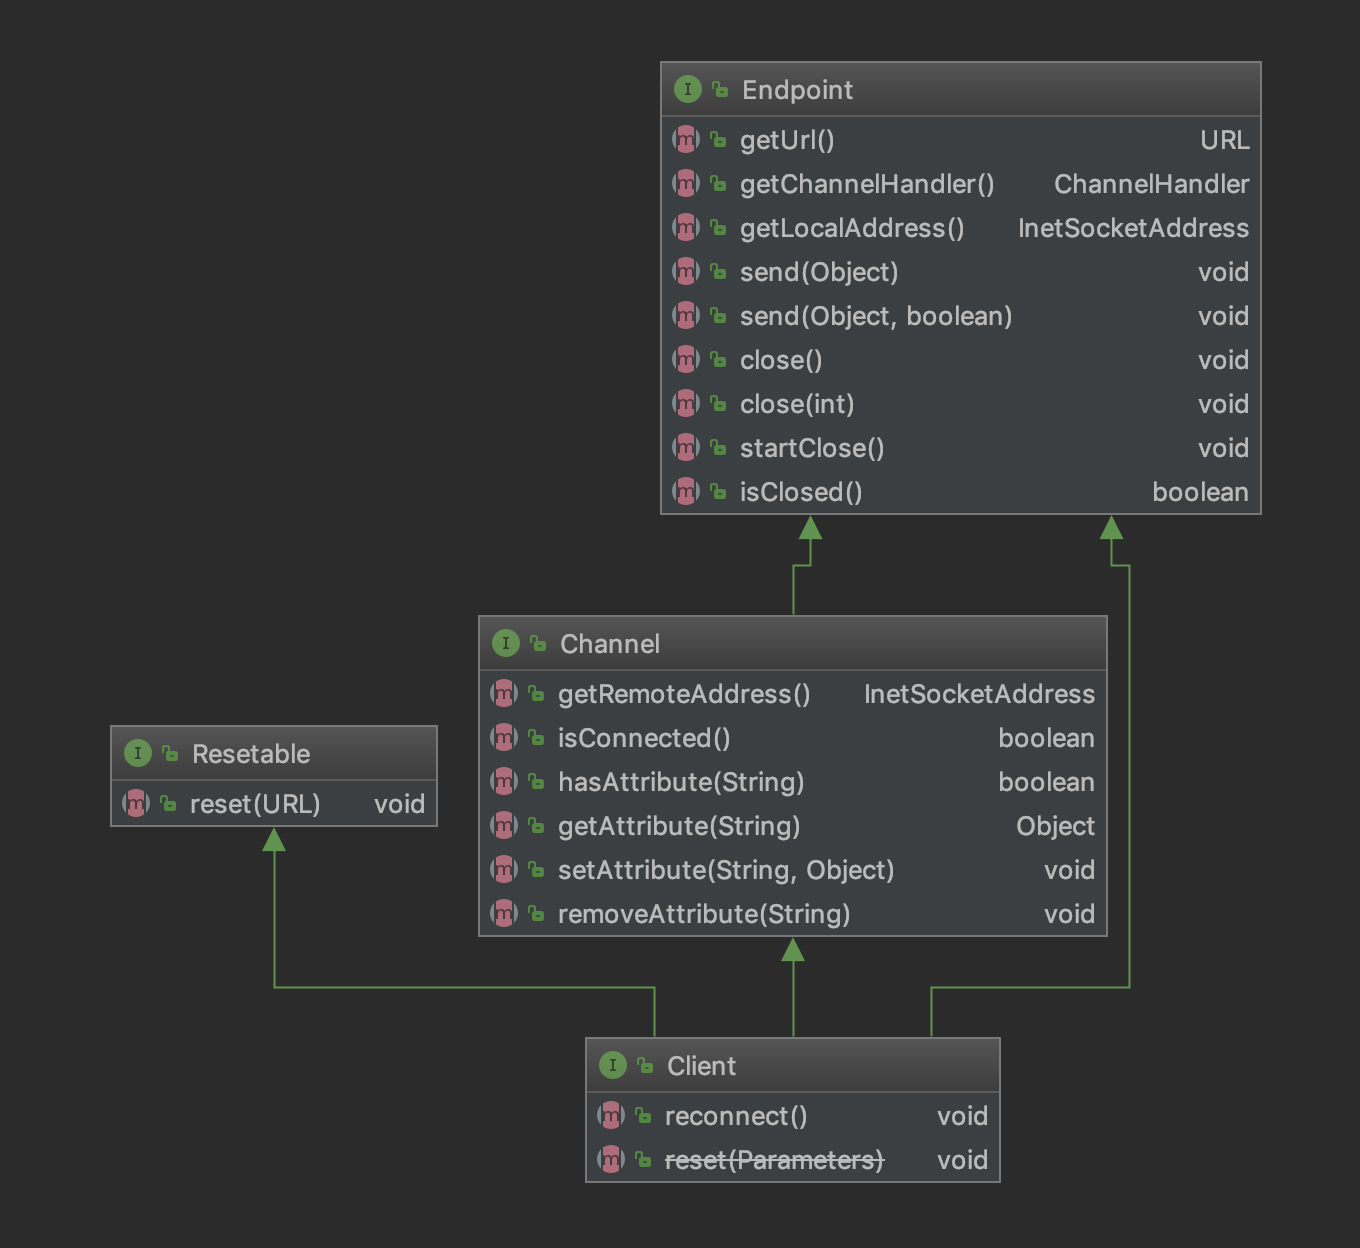 Endpoint
getUrl() URL
getChannelHandler() ChannelHandler
getLocalAddress() InetSocketAddress
send(Object) void
send(Object, boolean) void
close() void
close(int) void
startClose() void
isClosed() boolean
Channel
getRemoteAddress() InetSocketAddress
isConnected() boolean
hasAttribute(String) boolean
getAttribute(String) Object
setAttribute(String, Object) void
removeAttribute(String) void
Resetable
reset(URL) void
Client
reconnect() void
reset(Parameters) void